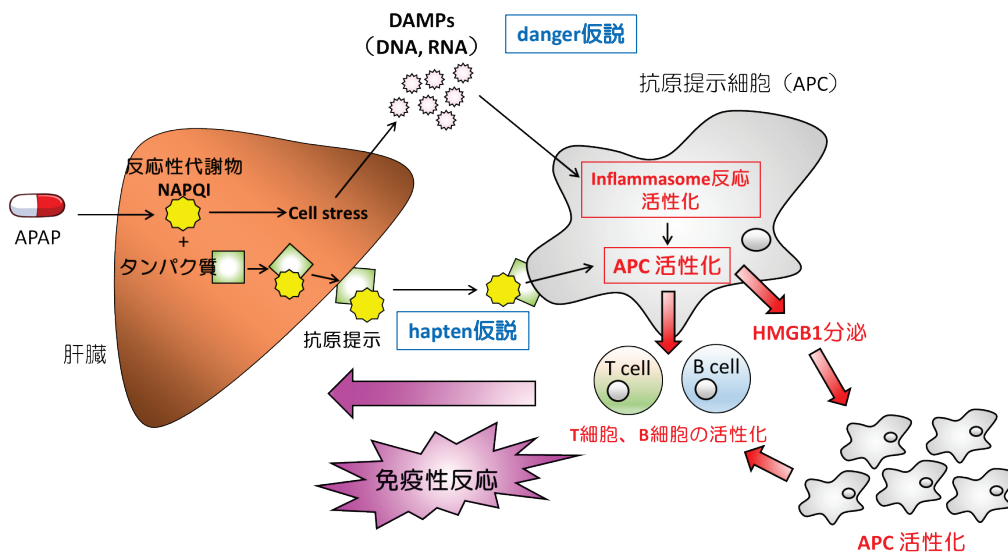 DAMPs
（DNA, RNA）
danger仮説
抗原提示細胞（APC）
反応性代謝物
NAPQI
Cell stress
APAP
+
タンパク質
抗原提示
hapten仮説
肝臓
Inflammasome反応
活性化
APC 活性化
HMGB1分泌
T cell
B cell
T細胞、B細胞の活性化
免疫性反応
APC 活性化